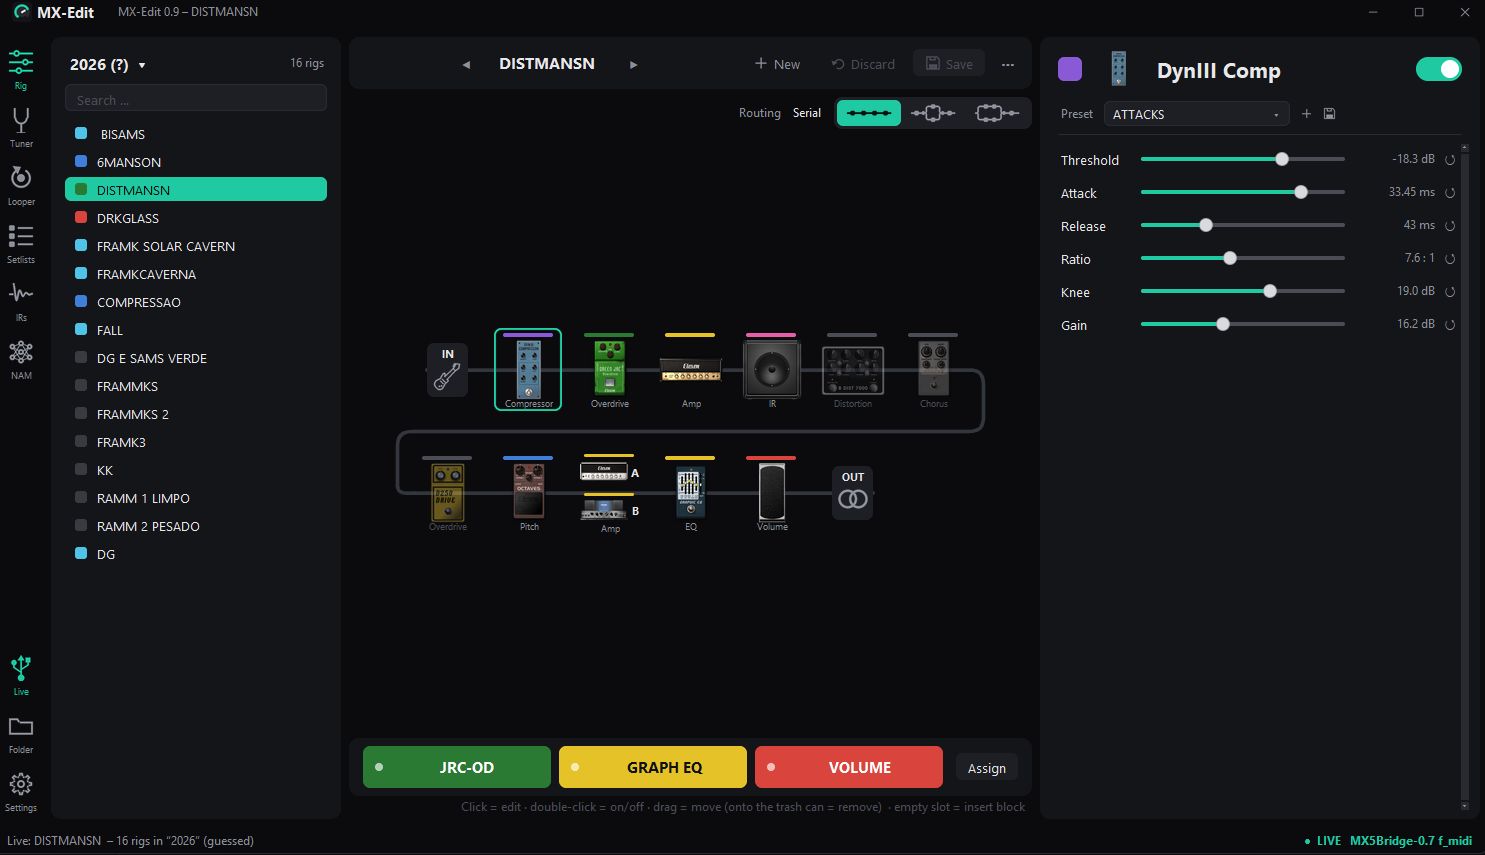 MX-Edit
MX-Edit 0.9 – DISTMANSN
Rig
Tuner
Looper
Setlists
IRs
NAM
Live
Folder
Settings
2026 (?)
16 rigs
Search ...
BISAMS
6MANSON
DISTMANSN
DRKGLASS
FRAMK SOLAR CAVERN
FRAMKCAVERNA
COMPRESSAO
FALL
DG E SAMS VERDE
FRAMMKS
FRAMMKS 2
FRAMK3
KK
RAMM 1 LIMPO
RAMM 2 PESADO
DG
DISTMANSN
New
Discard
Save
Routing Serial
IN
Compressor
Overdrive
Amp
IR
Distortion
Chorus
Overdrive
Pitch
OCTAVES
A
B
Amp
EQ
Volume
OUT
JRC-OD
GRAPH EQ
VOLUME
Assign
Click = edit · double-click = on/off · drag = move (onto the trash can = remove) · empty slot = insert block
DynIII Comp
Preset ATTACKS
Threshold -18.3 dB
Attack 33.45 ms
Release 43 ms
Ratio 7.6 : 1
Knee 19.0 dB
Gain 16.2 dB
Live: DISTMANSN – 16 rigs in “2026” (guessed)
LIVE MX5Bridge-0.7 f_midi